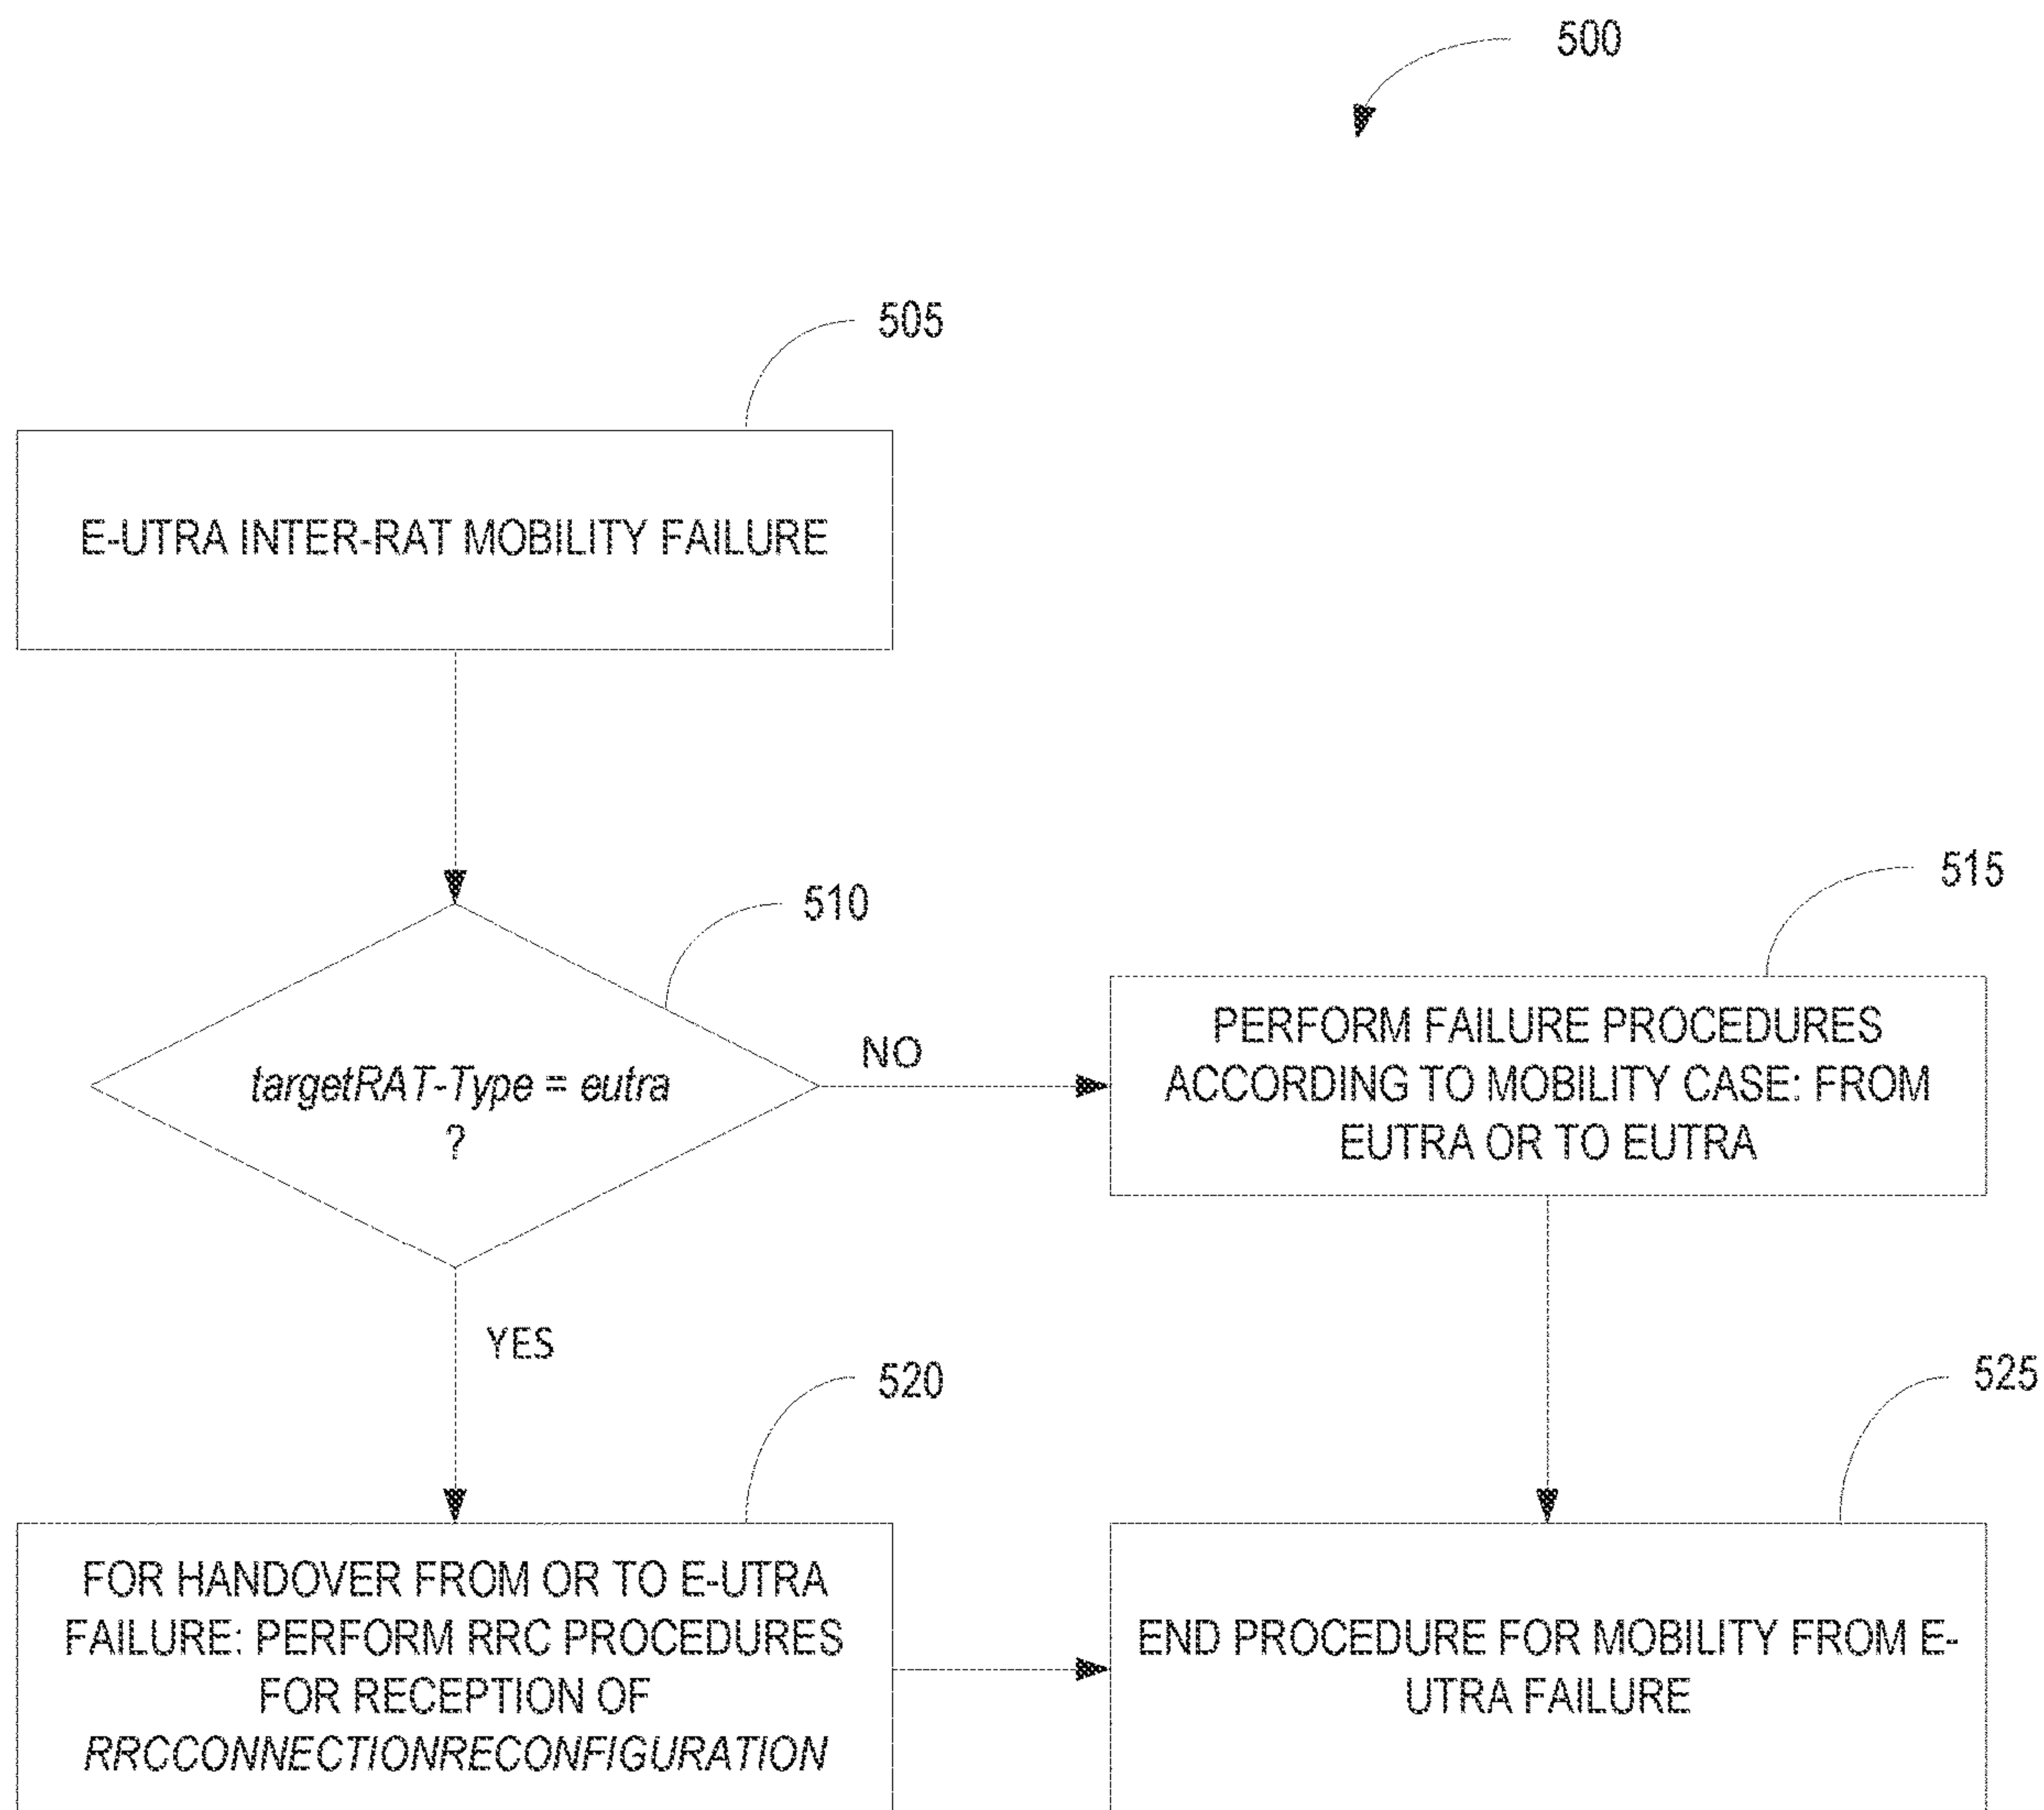 500
505
E-UTRA INTER-RAT MOBILITY FAILURE
510
targetRAT-Type = eutra
?
NO
515
PERFORM FAILURE PROCEDURES
ACCORDING TO MOBILITY CASE: FROM
EUTRA OR TO EUTRA
YES
520
FOR HANDOVER FROM OR TO E-UTRA
FAILURE: PERFORM RRC PROCEDURES
FOR RECEPTION OF
RRCCONNECTIONRECONFIGURATION
525
END PROCEDURE FOR MOBILITY FROM E-
UTRA FAILURE